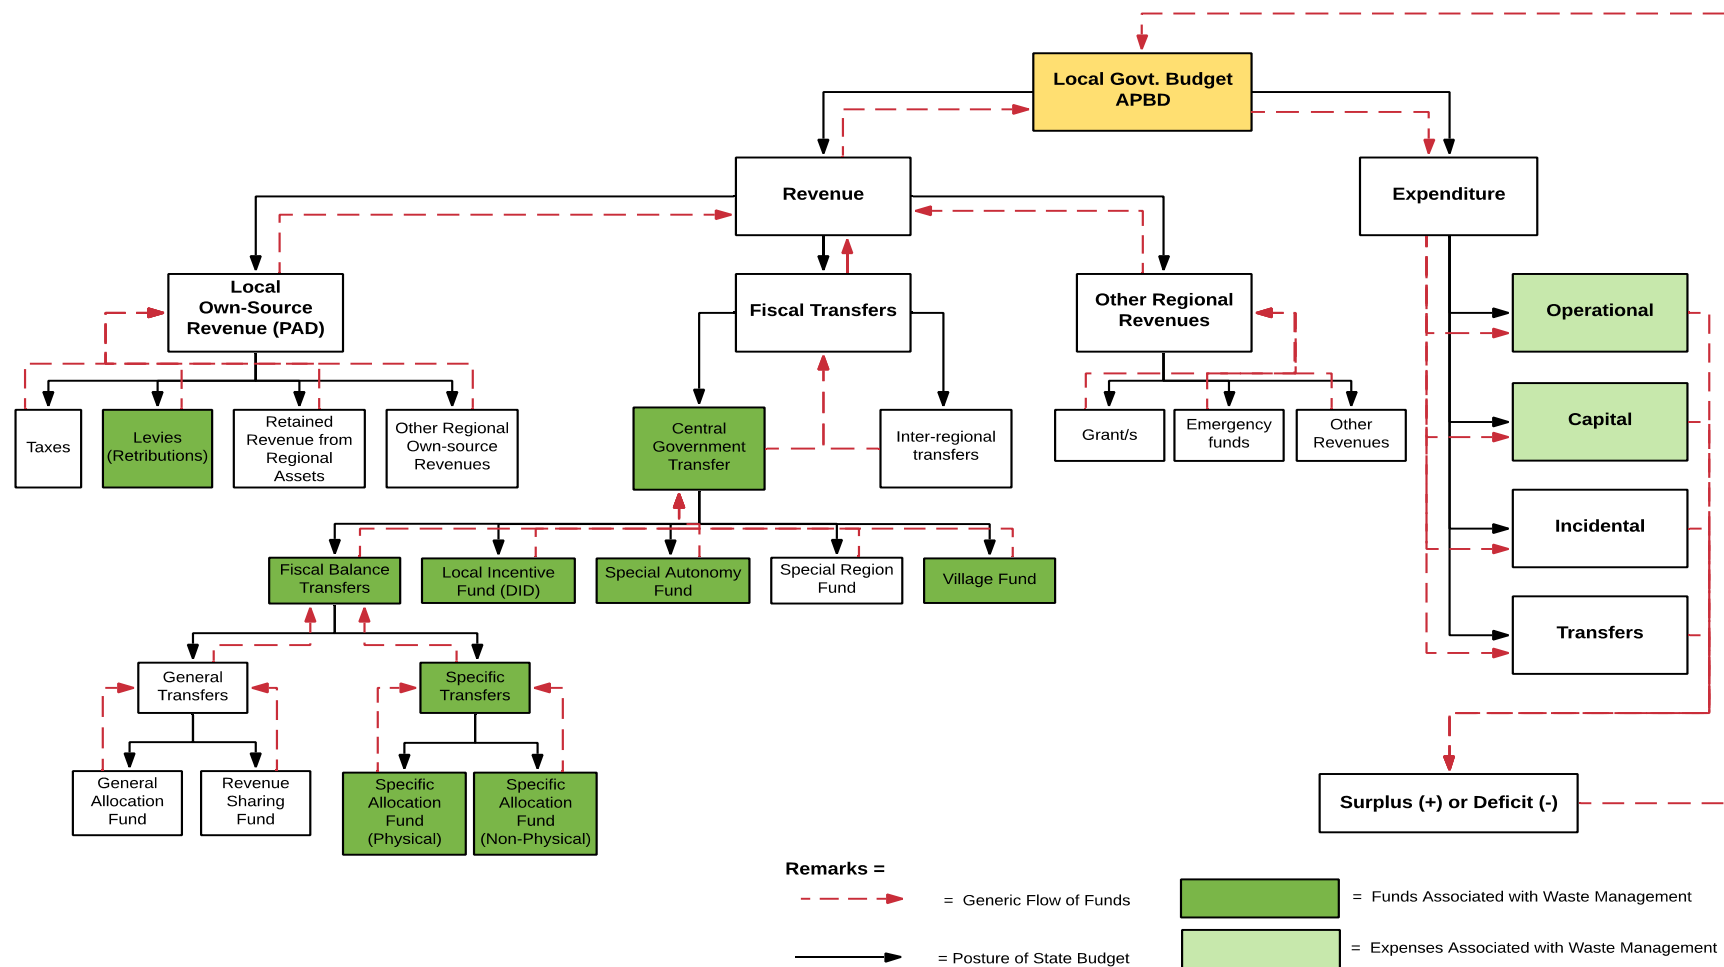 Local Govt. Budget
APBD
Revenue
Expenditure
Local
Own-Source
Revenue (PAD)
Fiscal Transfers
Other Regional
Revenues
Operational
Capital
Incidental
Transfers
Taxes
Levies
(Retributions)
Retained
Revenue from
Regional
Assets
Other Regional
Own-source
Revenues
Central
Government
Transfer
Inter-regional
transfers
Grant/s
Emergency
funds
Other
Revenues
Fiscal Balance
Transfers
Local Incentive
Fund (DID)
Special Autonomy
Fund
Special Region
Fund
Village Fund
General
Transfers
Specific
Transfers
General
Allocation
Fund
Revenue
Sharing
Fund
Specific
Allocation
Fund
(Physical)
Specific
Allocation
Fund
(Non-Physical)
Surplus (+) or Deficit (-)
Remarks =
= Generic Flow of Funds
= Funds Associated with Waste Management
= Posture of State Budget
= Expenses Associated with Waste Management